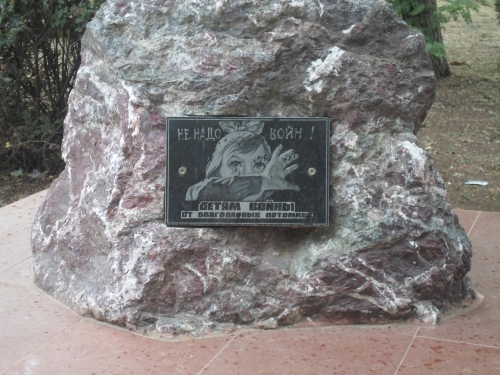 НЕ НАДО ВОЙН !
ДЕТЯМ ВОЙНЫ
ОТ БЛАГОДАРНЫХ ПОТОМКОВ